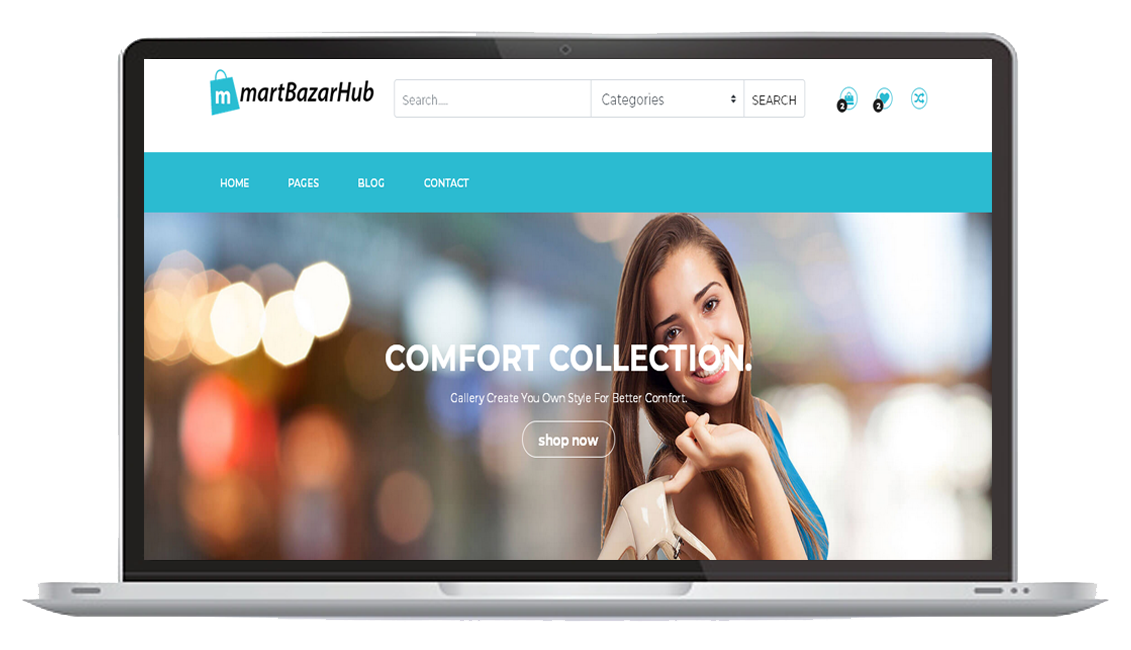 m martBazarHub
Search.... Categories SEARCH
2 2
HOME PAGES BLOG CONTACT
COMFORT COLLECTION.
Gallery Create You Own Style For Better Comfort.
shop now